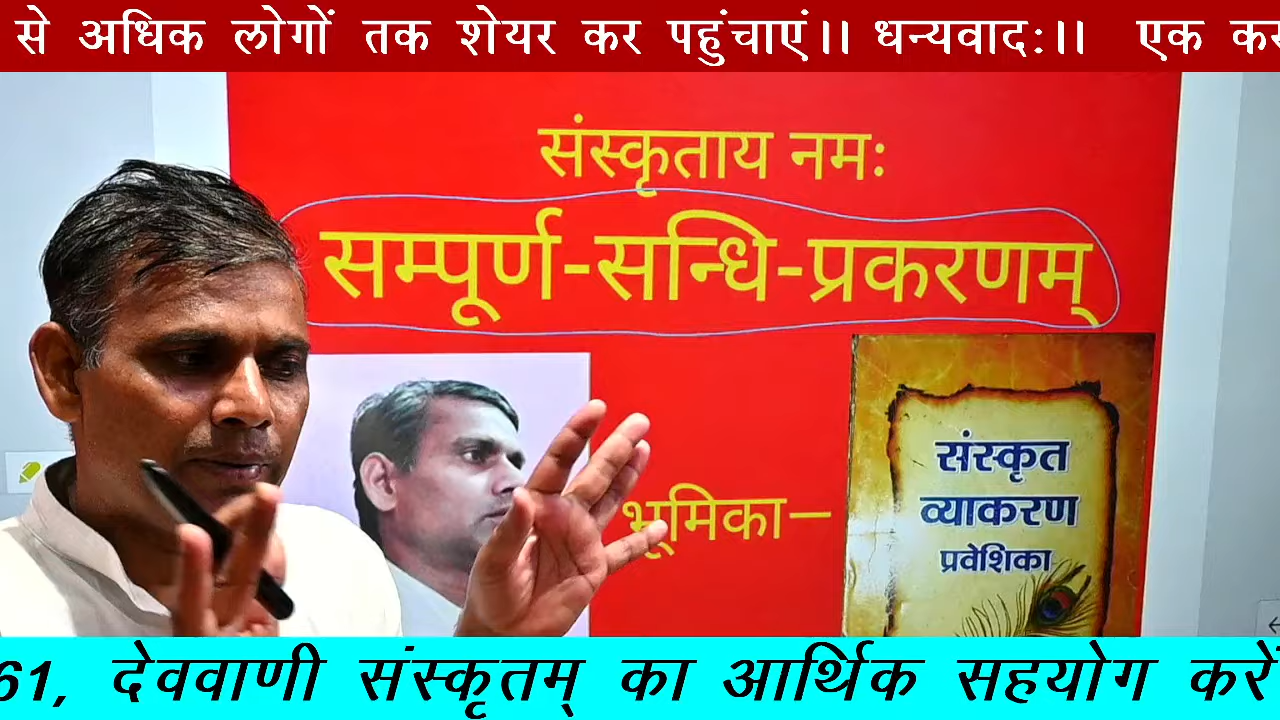 से अधिक लोगों तक शेयर कर पहुंचाएं।। धन्यवादः।। एक
संस्कृताय नमः
सम्पूर्ण-सन्धि-प्रकरणम्
भूमिका–
संस्कृत
व्याकरण
प्रवेशिका
61, देववाणी संस्कृतम् का आर्थिक सहयोग करें